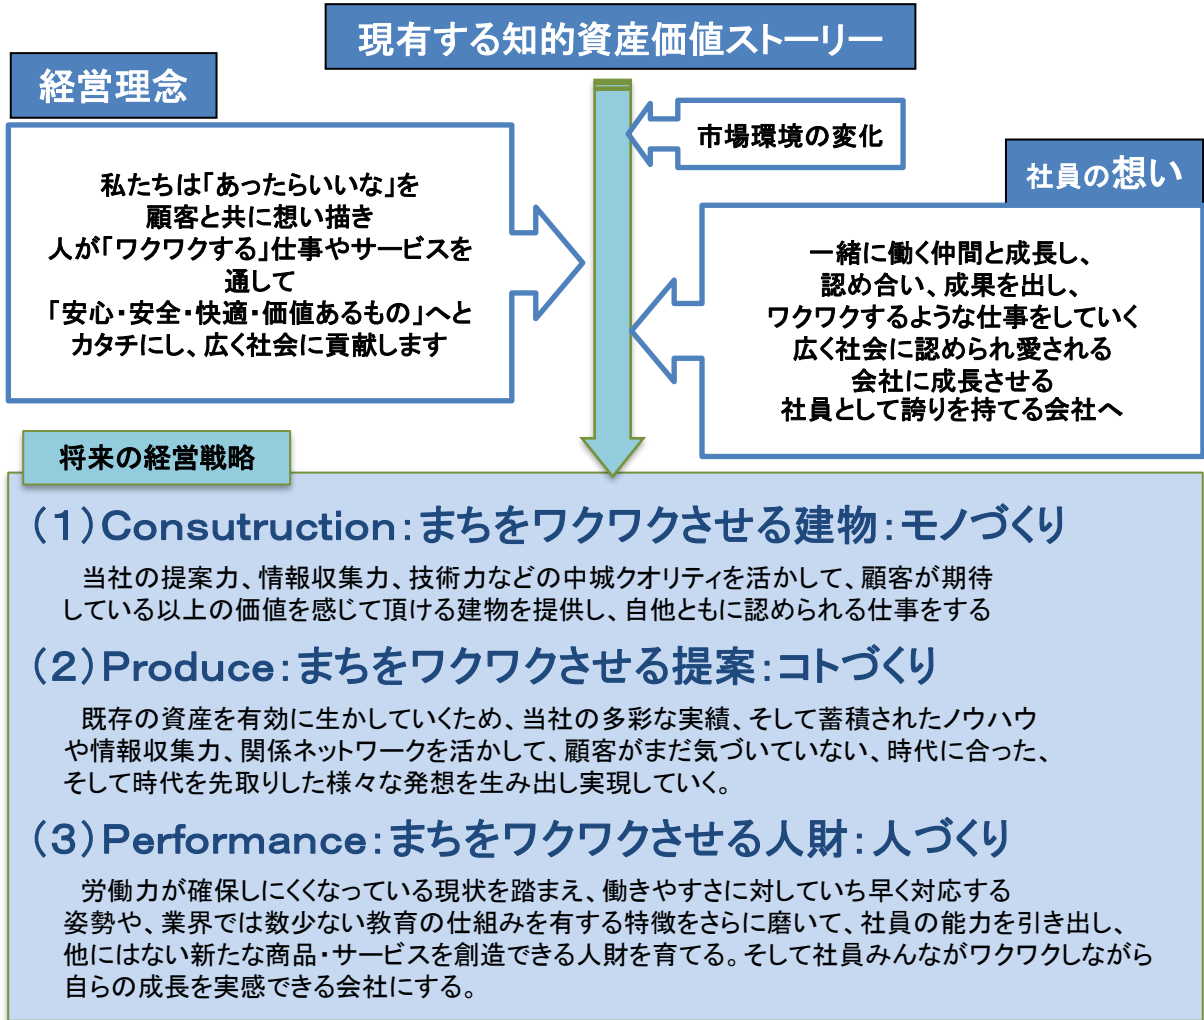 現有する知的資産価値ストーリー
経営理念
私たちは「あったらいいな」を
顧客と共に想い描き
人が「ワクワクする」仕事やサービスを
通して
「安心・安全・快適・価値あるもの」へと
カタチにし、広く社会に貢献します
市場環境の変化
社員の想い
一緒に働く仲間と成長し、
認め合い、成果を出し、
ワクワクするような仕事をしていく
広く社会に認められ愛される
会社に成長させる
社員として誇りを持てる会社へ
将来の経営戦略
（１）Consutruction：まちをワクワクさせる建物：モノづくり
当社の提案力、情報収集力、技術力などの中城クオリティを活かして、顧客が期待
している以上の価値を感じて頂ける建物を提供し、自他ともに認められる仕事をする
（２）Produce：まちをワクワクさせる提案：コトづくり
既存の資産を有効に生かしていくため、当社の多彩な実績、そして蓄積されたノウハウ
や情報収集力、関係ネットワークを活かして、顧客がまだ気づいていない、時代に合った、
そして時代を先取りした様々な発想を生み出し実現していく。
（３）Performance：まちをワクワクさせる人財：人づくり
労働力が確保しにくくなっている現状を踏まえ、働きやすさに対していち早く対応する
姿勢や、業界では数少ない教育の仕組みを有する特徴をさらに磨いて、社員の能力を引き出し、
他にはない新たな商品・サービスを創造できる人財を育てる。そして社員みんながワクワクしながら
自らの成長を実感できる会社にする。